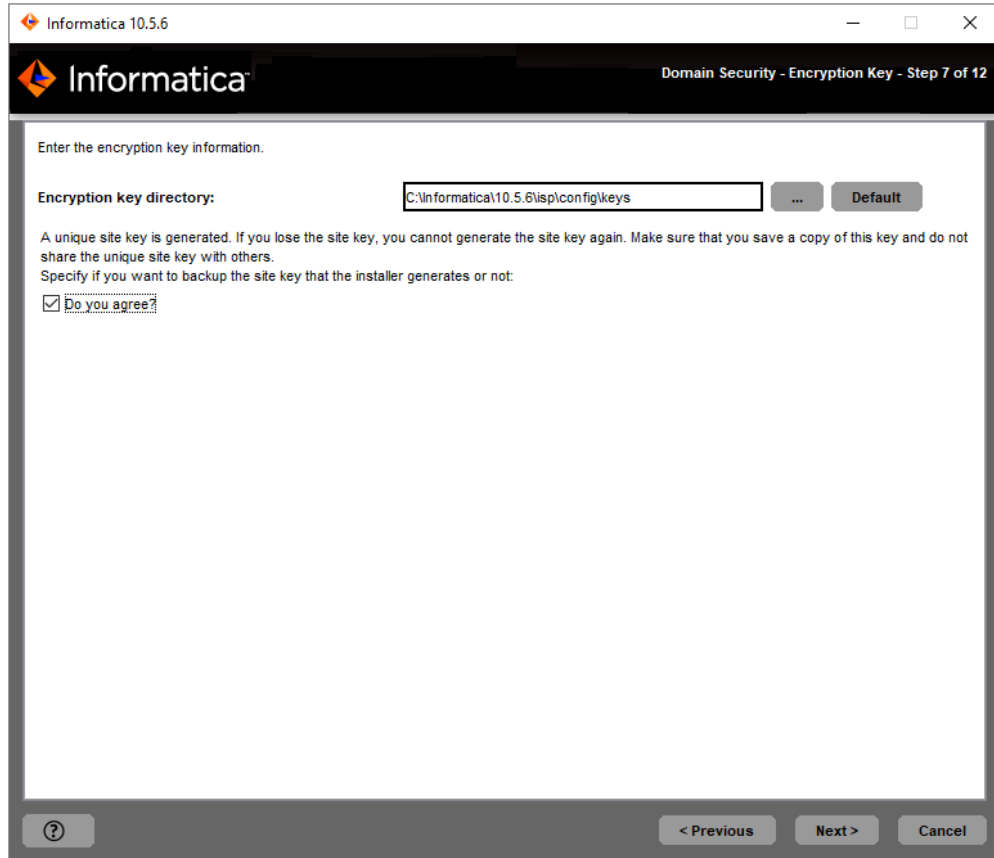 Informatica 10.5.6
Informatica
Domain Security - Encryption Key - Step 7 of 12
Enter the encryption key information.
Encryption key directory:
C:\Informatica\10.5.6\isp\config\keys
...
Default
A unique site key is generated. If you lose the site key, you cannot generate the site key again. Make sure that you save a copy of this key and do not
share the unique site key with others.
Specify if you want to backup the site key that the installer generates or not:
Do you agree?
?
< Previous
Next >
Cancel